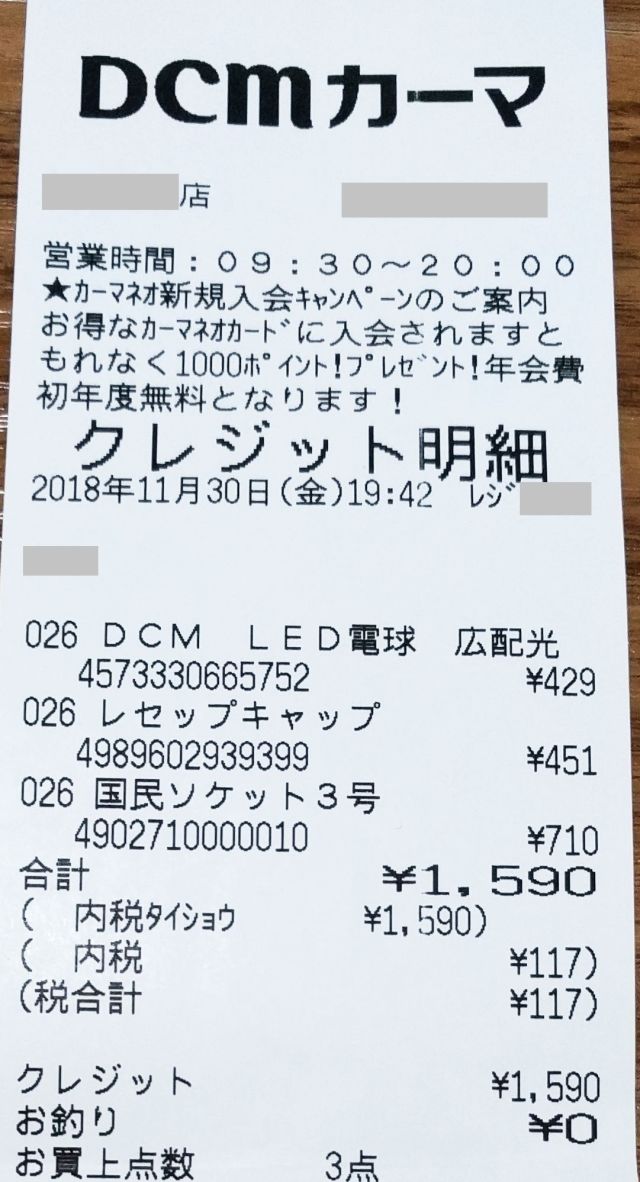 DCMカーマ
店
営業時間：０９：３０～２０：００
★ｶｰﾏﾈｵ新規入会ｷｬﾝﾍﾟｰﾝのご案内
お得なｶｰﾏﾈｵｶｰﾄﾞに入会されますと
もれなく1000ﾎﾟｲﾝﾄ!ﾌﾟﾚｾﾞﾝﾄ!年会費
初年度無料となります！
クレジット明細
2018年11月30日(金)19:42 ﾚｼﾞ
026 ＤＣＭ　ＬＥＤ電球　広配光
4573330665752 ¥429
026 レセップキャップ
4989602939399 ¥451
026 国民ソケット３号
4902710000010 ¥710
合計 ¥1,590
( 内税ﾀｲｼｮｳ ¥1,590)
( 内税 ¥117)
(税合計 ¥117)
クレジット ¥1,590
お釣り ¥0
お買上点数 3点